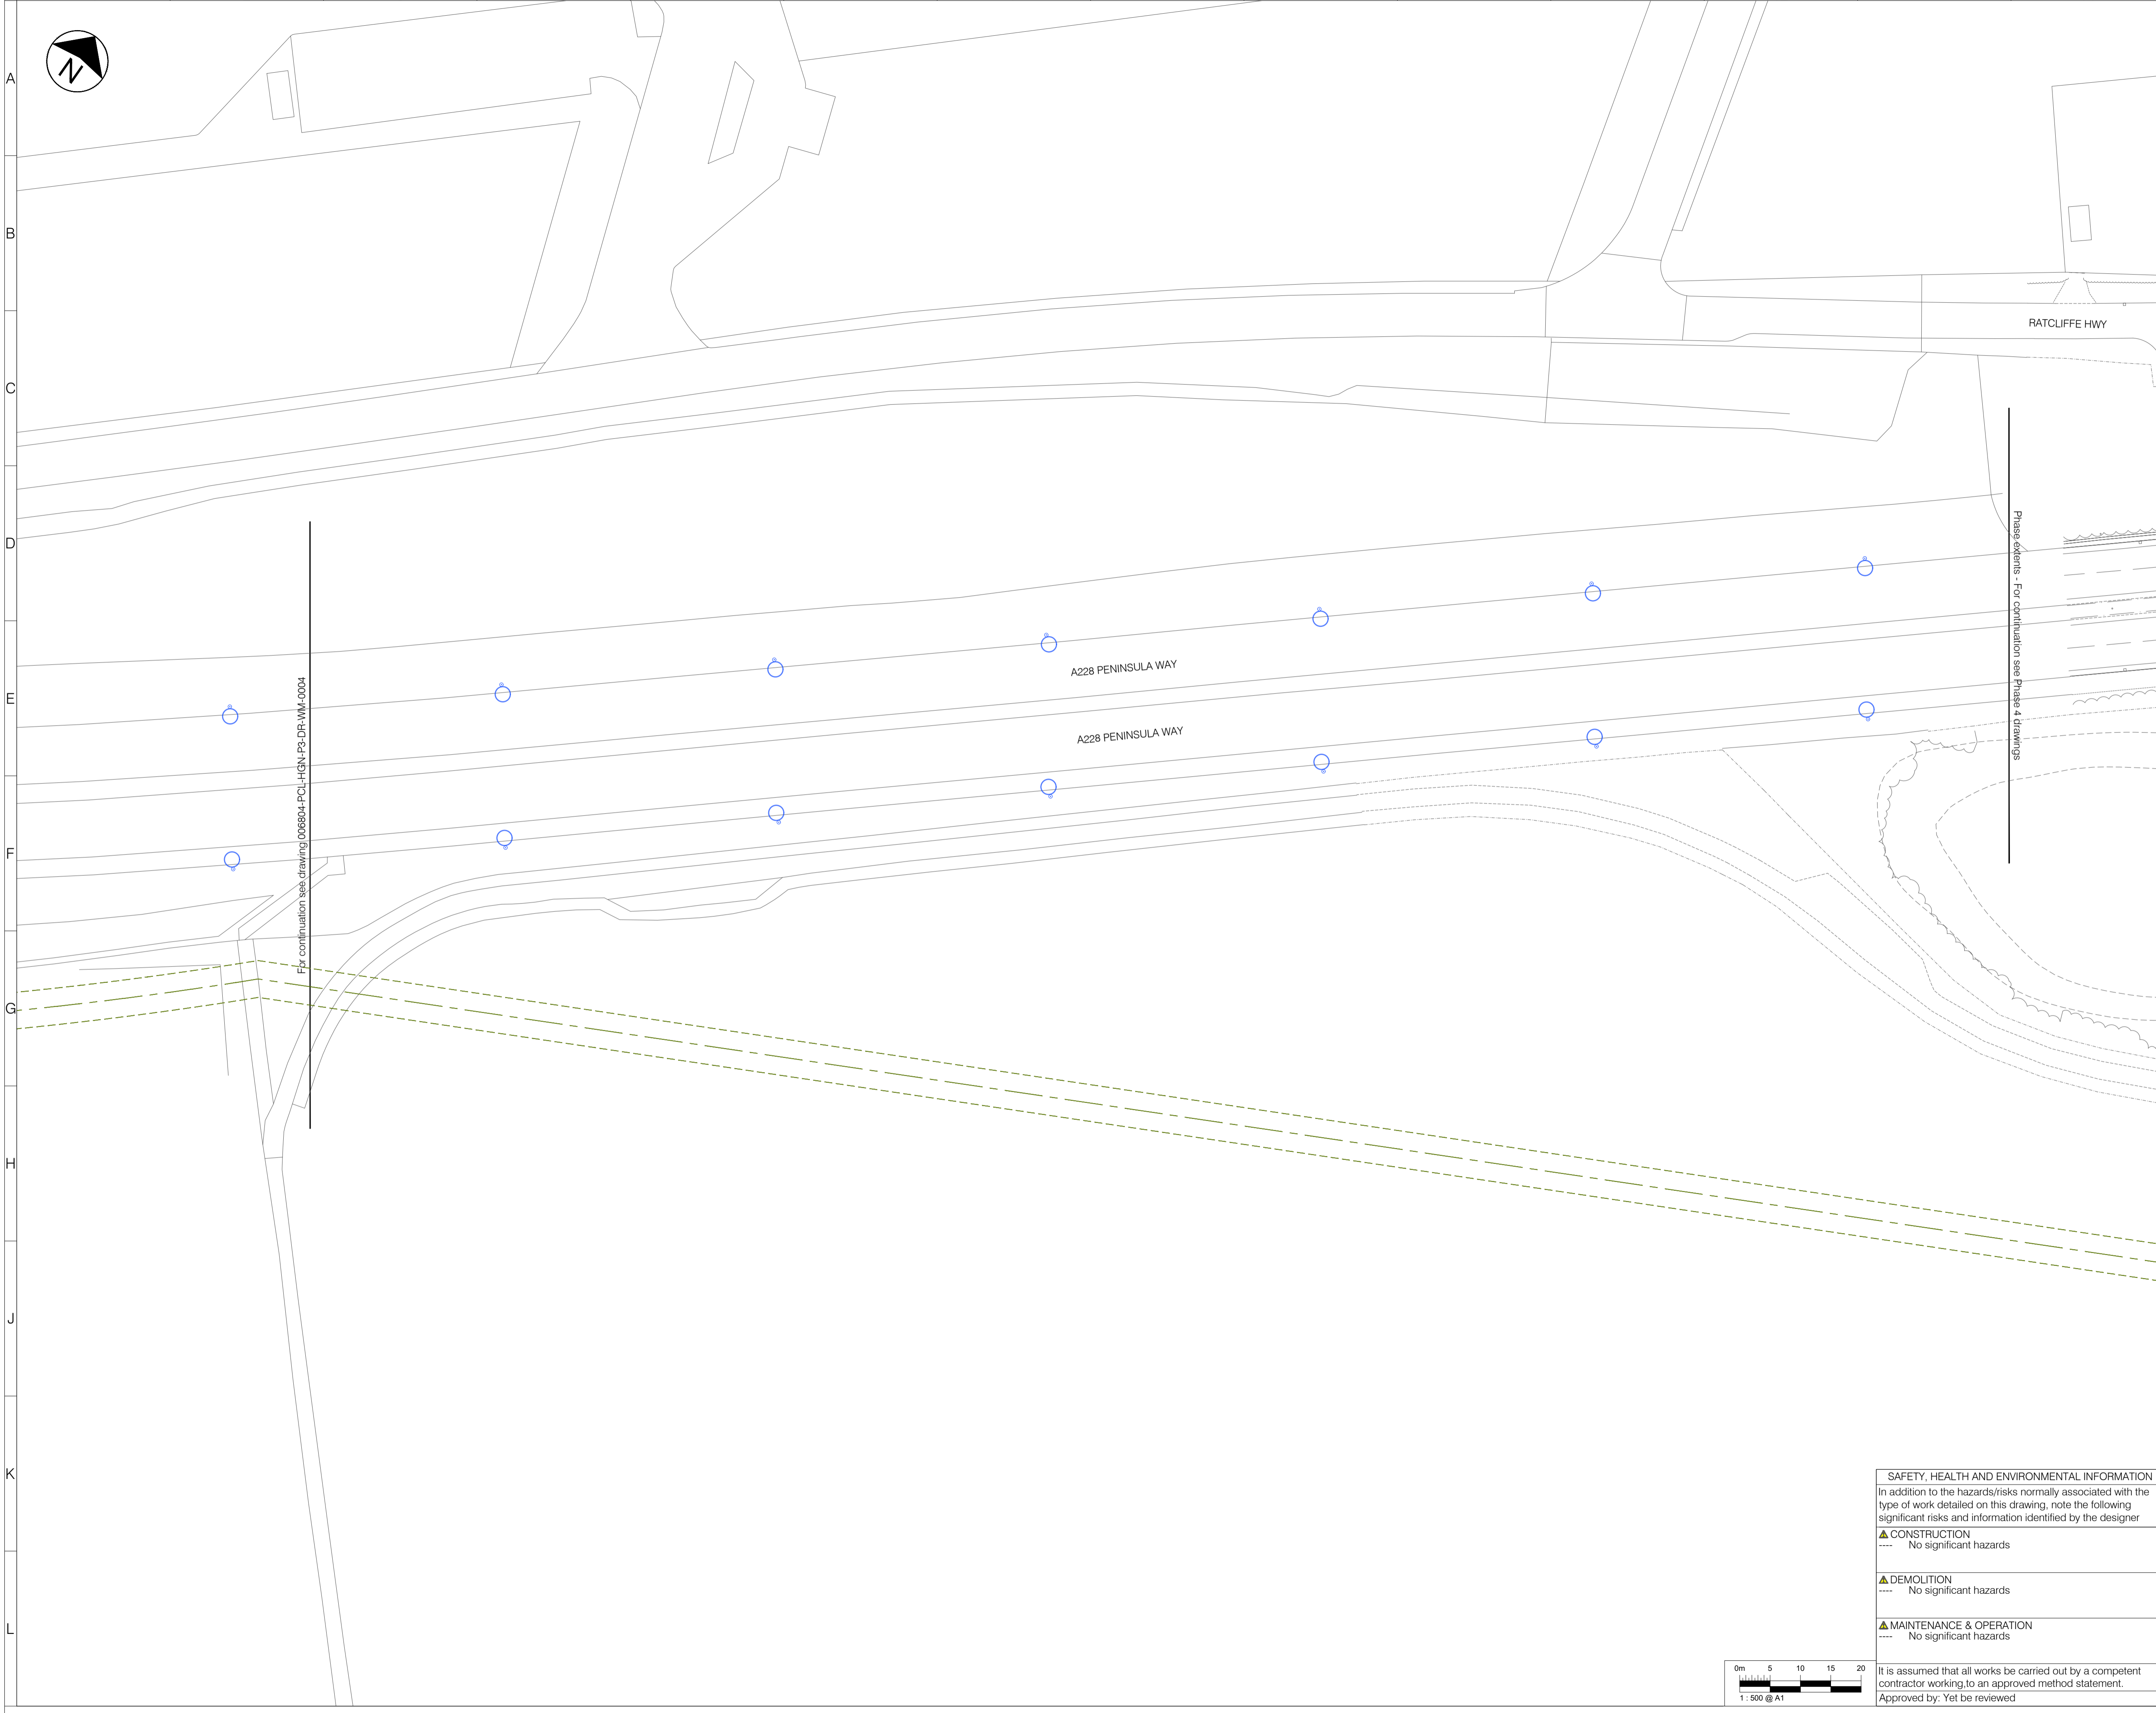 N
A
B
C
D
E
F
G
H
J
K
L
RATCLIFFE HWY
A228 PENINSULA WAY
A228 PENINSULA WAY
For continuation see drawing 006804-PCL-HGN-P3-DR-WM-0004
Phase extents - For continuation see Phase 4 drawings
SAFETY, HEALTH AND ENVIRONMENTAL INFORMATION
In addition to the hazards/risks normally associated with the
type of work detailed on this drawing, note the following
significant risks and information identified by the designer
CONSTRUCTION
---- No significant hazards
DEMOLITION
---- No significant hazards
MAINTENANCE & OPERATION
---- No significant hazards
It is assumed that all works be carried out by a competent
contractor working,to an approved method statement.
Approved by: Yet be reviewed
0m 5 10 15 20
1 : 500 @ A1